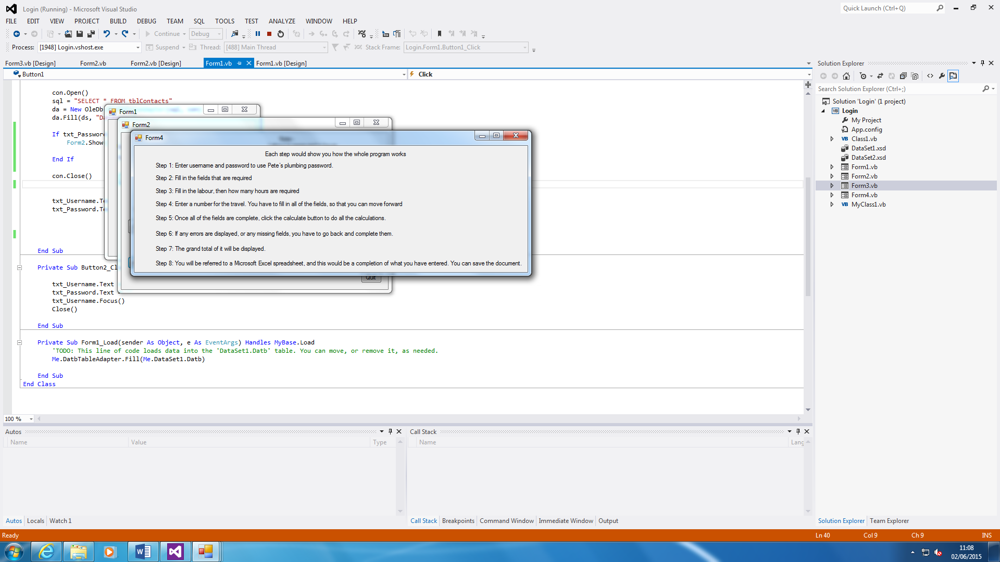 Login (Running) - Microsoft Visual Studio
Quick Launch (Ctrl+Q)
FILE EDIT VIEW PROJECT BUILD DEBUG TEAM SQL TOOLS TEST ANALYZE WINDOW HELP
Continue Debug
Process: [1948] Login.vshost.exe Suspend Thread: [488] Main Thread Stack Frame: Login.Form1.Button1_Click
Form3.vb [Design] Form2.vb Form2.vb [Design] Form1.vb Form1.vb [Design]
Button1 Click
con.Open()
sql = "SELECT * FROM tblContacts"
da = New OleDb
da.Fill(ds, "Da
If txt_Password
Form2.Show
End If
con.Close()
txt_Username.Te
txt_Password.Te
End Sub
Private Sub Button2_Cl
txt_Username.Text
txt_Password.Text
txt_Username.Focus()
Close()
End Sub
Private Sub Form1_Load(sender As Object, e As EventArgs) Handles MyBase.Load
'TODO: This line of code loads data into the 'DataSet1.Datb' table. You can move, or remove it, as needed.
Me.DatbTableAdapter.Fill(Me.DataSet1.Datb)
End Sub
End Class
Form1
Form2
Quit
Form4
Each step would show you how the whole program works
Step 1: Enter username and password to use Pete's plumbing password.
Step 2: Fill in the fields that are required
Step 3: Fill in the labour, then how many hours are required
Step 4: Enter a number for the travel. You have to fill in all of the fields, so that you can move forward
Step 5: Once all of the fields are complete, click the calculate button to do all the calculations.
Step 6: If any errors are displayed, or any missing fields, you have to go back and complete them.
Step 7: The grand total of it will be displayed.
Step 8: You will be referred to a Microsoft Excel spreadsheet, and this would be a completion of what you have entered. You can save the document.
100 %
Autos
Name Value Type
Autos Locals Watch 1
Call Stack
Name Lang
Call Stack Breakpoints Command Window Immediate Window Output
Solution Explorer
Search Solution Explorer (Ctrl+;)
Solution 'Login' (1 project)
Login
My Project
App.config
Class1.vb
DataSet1.xsd
DataSet2.xsd
Form1.vb
Form2.vb
Form3.vb
Form4.vb
MyClass1.vb
Solution Explorer Team Explorer
Ready Ln 40 Col 9 Ch 9 INS
11:08
02/06/2015